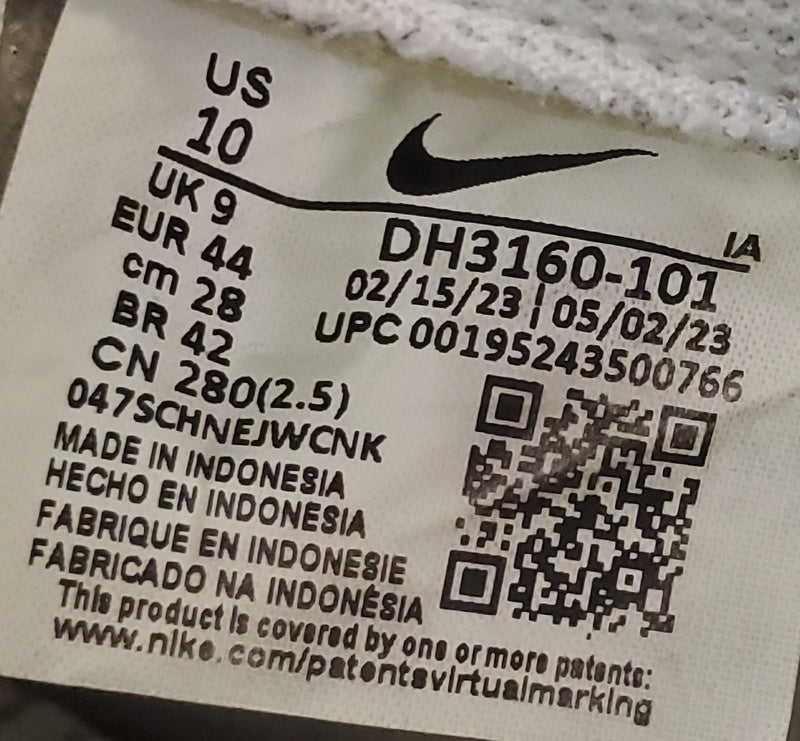 US
10
UK 9
EUR 44
cm 28
BR 42
CN 280(2.5)
IA
DH3160-101
02/15/23 | 05/02/23
UPC 00195243500766
047SCHNEJWCNK
MADE IN INDONESIA
HECHO EN INDONESIA
FABRIQUE EN INDONESIE
FABRICADO NA INDONÉSIA
This product is covered by one or more patents:
www.nike.com/patentsvirtualmarking